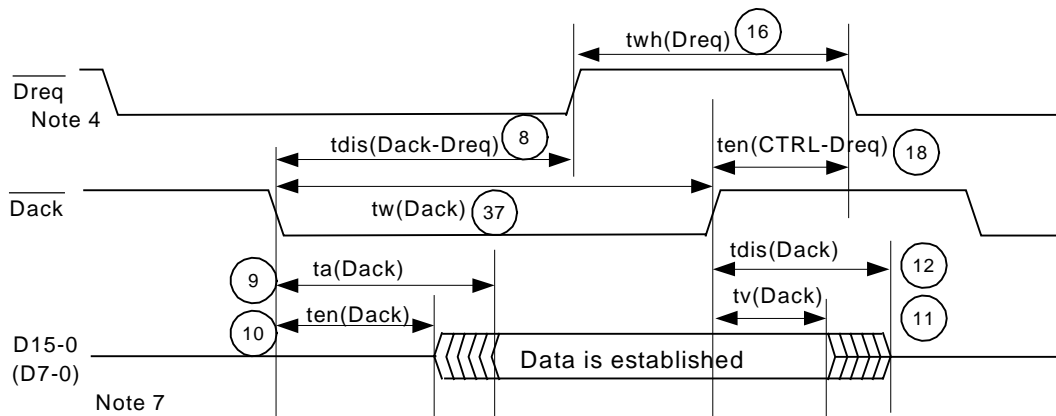 twh(Dreq) 16
Dreq
Note 4
tdis(Dack-Dreq) 8
ten(CTRL-Dreq) 18
Dack
tw(Dack) 37
tdis(Dack) 12
9 ta(Dack)
tv(Dack) 11
10 ten(Dack)
D15-0
(D7-0)
Data is established
Note 7